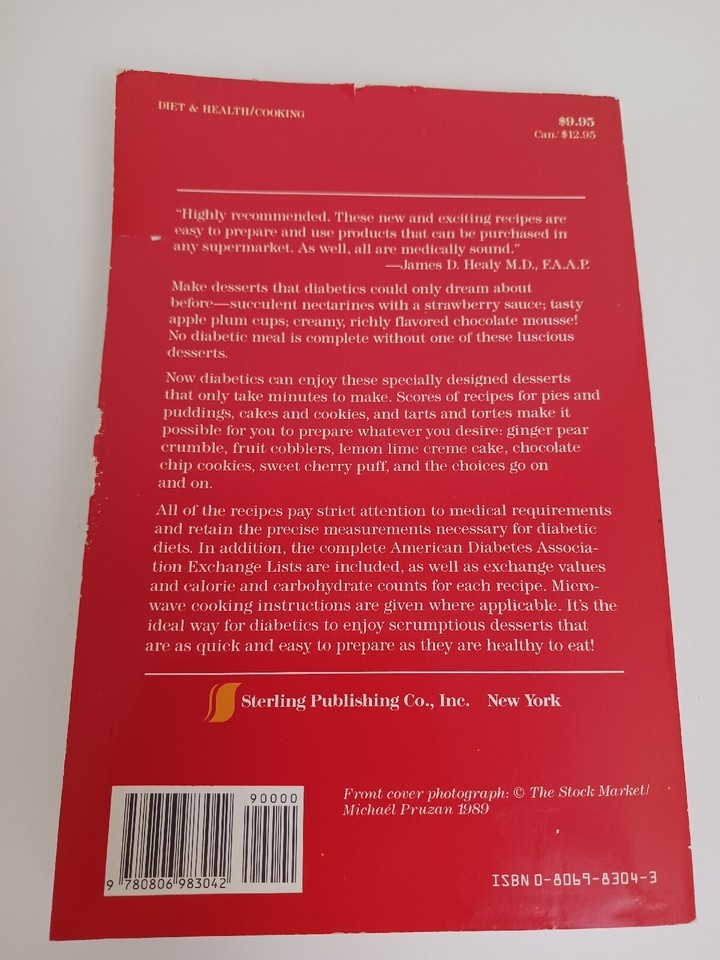 DIET & HEALTH/COOKING
$9.95
Can: $12.95
“Highly recommended. These new and exciting recipes are
easy to prepare and use products that can be purchased in
any supermarket. As well, all are medically sound.”
—James D. Healy M.D., F.A.A.P.
Make desserts that diabetics could only dream about
before—succulent nectarines with a strawberry sauce; tasty
apple plum cups; creamy, richly flavored chocolate mousse!
No diabetic meal is complete without one of these luscious
desserts.
Now diabetics can enjoy these specially designed desserts
that only take minutes to make. Scores of recipes for pies and
puddings, cakes and cookies, and tarts and tortes make it
possible for you to prepare whatever you desire: ginger pear
crumble, fruit cobblers, lemon lime creme cake, chocolate
chip cookies, sweet cherry puff, and the choices go on
and on.
All of the recipes pay strict attention to medical requirements
and retain the precise measurements necessary for diabetic
diets. In addition, the complete American Diabetes Associa-
tion Exchange Lists are included, as well as exchange values
and calorie and carbohydrate counts for each recipe. Micro-
wave cooking instructions are given where applicable. It’s the
ideal way for diabetics to enjoy scrumptious desserts that
are as quick and easy to prepare as they are healthy to eat!
Sterling Publishing Co., Inc. New York
Front cover photograph: © The Stock Market/
Michaél Pruzan 1989
90000
9 780806 983042
ISBN 0-8069-8304-3